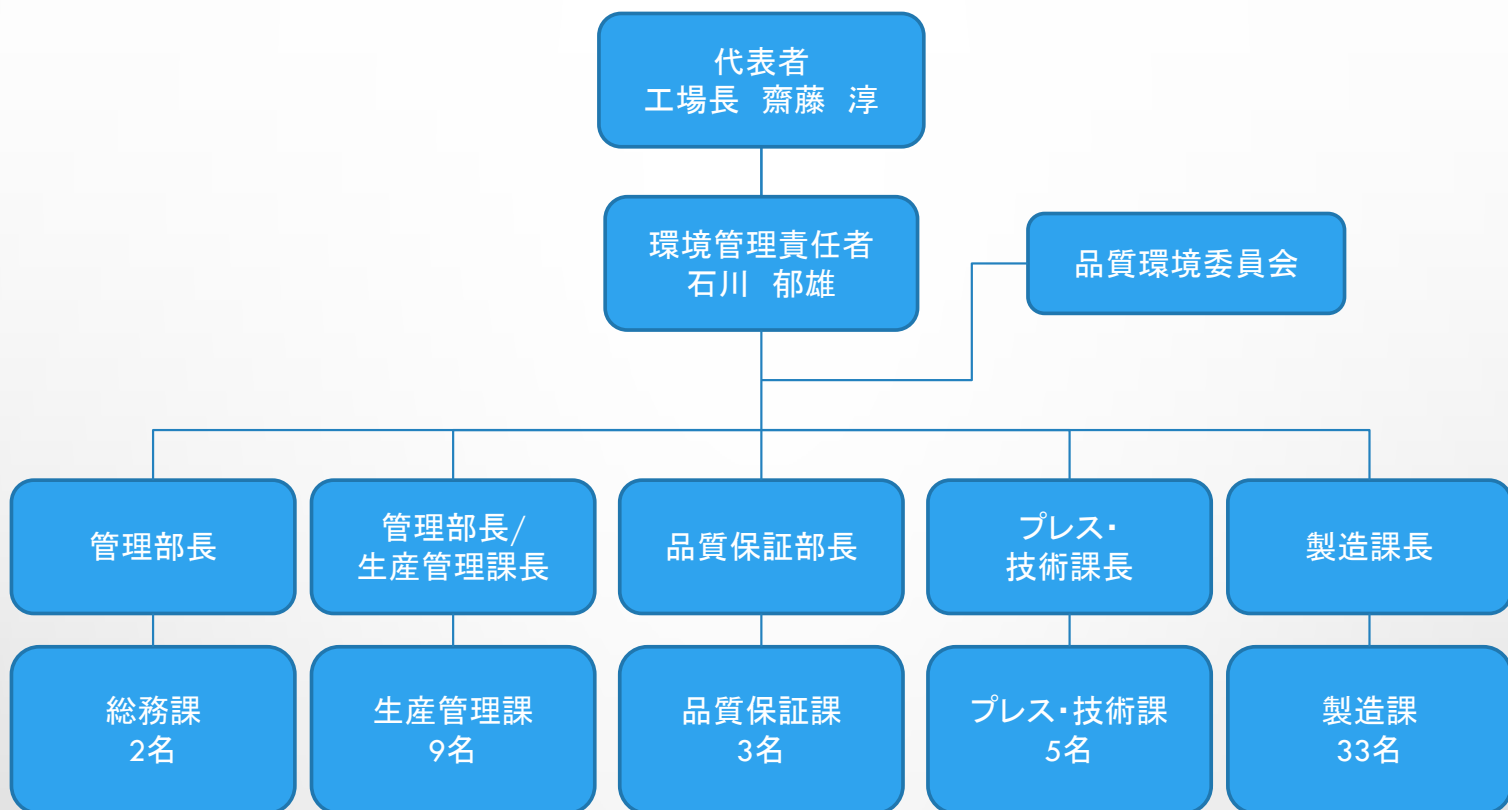 代表者
工場長　齋藤　淳
環境管理責任者
石川　郁雄
品質環境委員会
管理部長
管理部長/
生産管理課長
品質保証部長
プレス・
技術課長
製造課長
総務課
2名
生産管理課
9名
品質保証課
3名
プレス・技術課
5名
製造課
33名